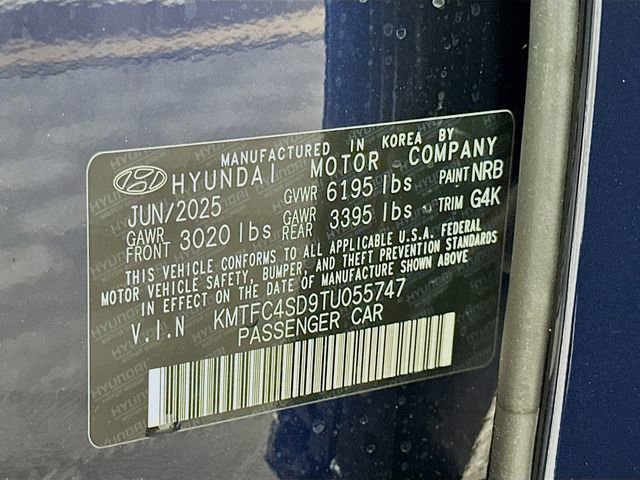 MANUFACTURED IN KOREA BY
HYUNDAI MOTOR COMPANY
JUN/2025 GVWR 6195 lbs PAINT NRB
GAWR FRONT 3020 lbs GAWR REAR 3395 lbs TRIM G4K
THIS VEHICLE CONFORMS TO ALL APPLICABLE U.S.A. FEDERAL
MOTOR VEHICLE SAFETY, BUMPER, AND THEFT PREVENTION STANDARDS
IN EFFECT ON THE DATE OF MANUFACTURE SHOWN ABOVE
V.I.N KMTFC4SD9TU055747
PASSENGER CAR